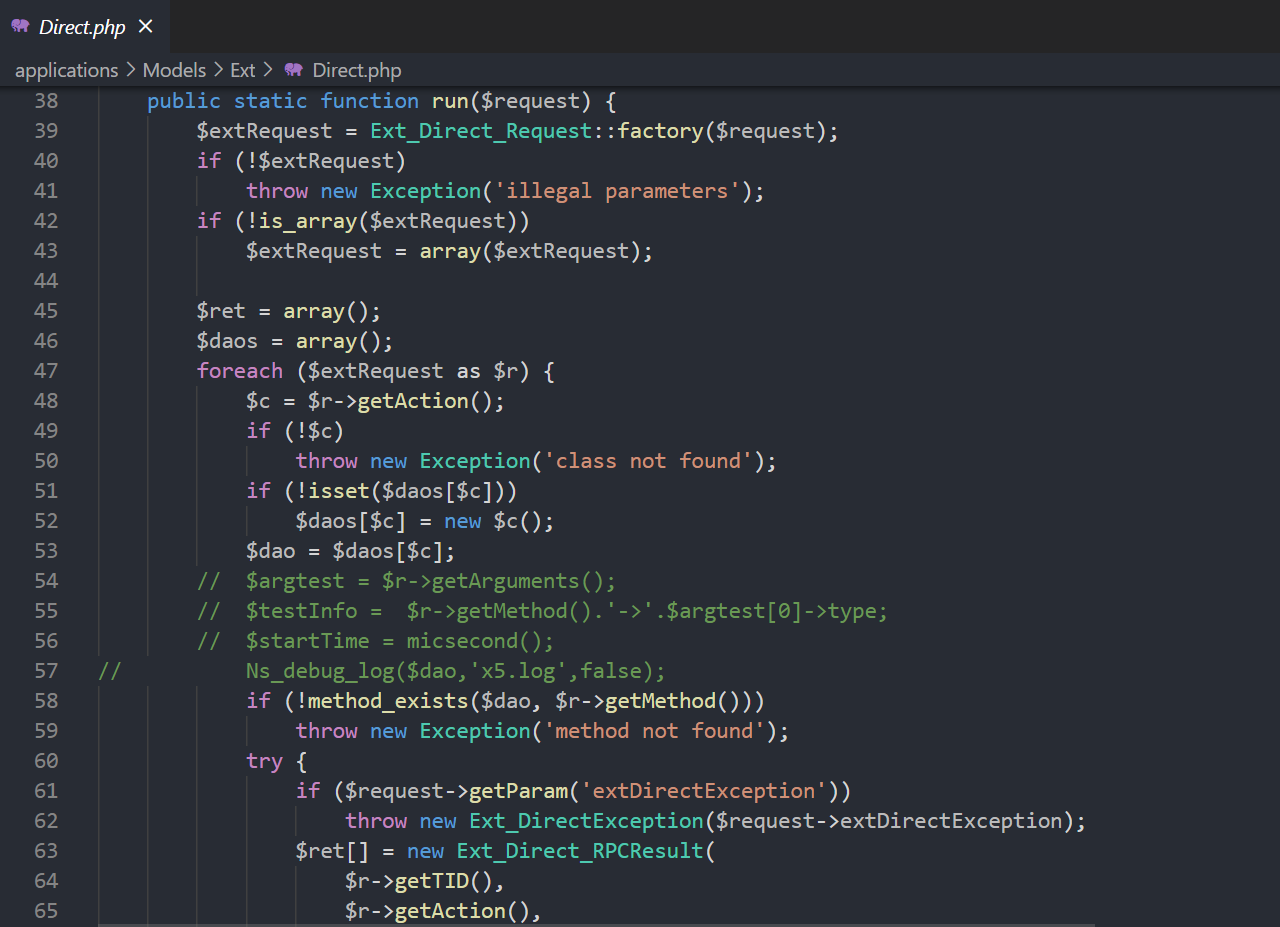 Direct.php ×
applications > Models > Ext > Direct.php
38 public static function run($request) {
39 $extRequest = Ext_Direct_Request::factory($request);
40 if (!$extRequest)
41 throw new Exception('illegal parameters');
42 if (!is_array($extRequest))
43 $extRequest = array($extRequest);
44
45 $ret = array();
46 $daos = array();
47 foreach ($extRequest as $r) {
48 $c = $r->getAction();
49 if (!$c)
50 throw new Exception('class not found');
51 if (!isset($daos[$c]))
52 $daos[$c] = new $c();
53 $dao = $daos[$c];
54 // $argtest = $r->getArguments();
55 // $testInfo =  $r->getMethod().'->'.$argtest[0]->type;
56 // $startTime = micsecond();
57 // Ns_debug_log($dao,'x5.log',false);
58 if (!method_exists($dao, $r->getMethod()))
59 throw new Exception('method not found');
60 try {
61 if ($request->getParam('extDirectException'))
62 throw new Ext_DirectException($request->extDirectException);
63 $ret[] = new Ext_Direct_RPCResult(
64 $r->getTID(),
65 $r->getAction(),